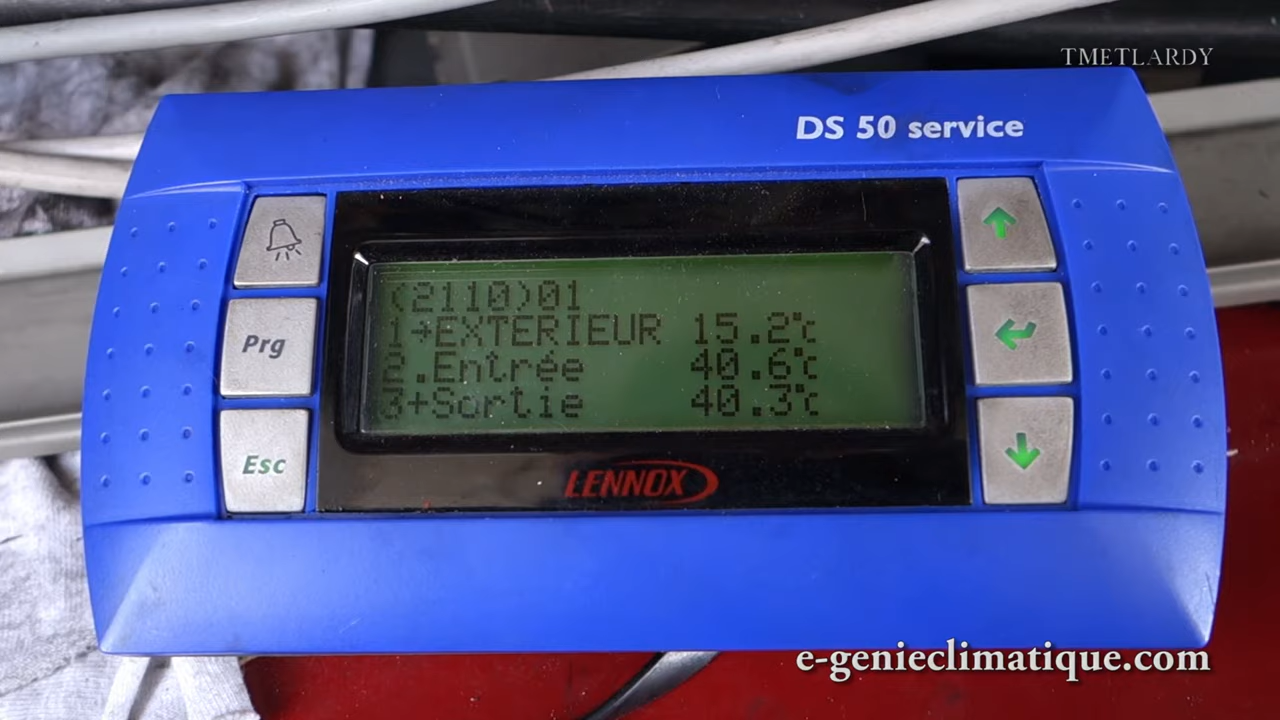 TMETLARDY
DS 50 service
(2110)01
1→EXTERIEUR 15.2°c
2.Entrée 40.6°c
3+Sortie 40.3°c
Prg
Esc
LENNOX
e-genieclimatique.com